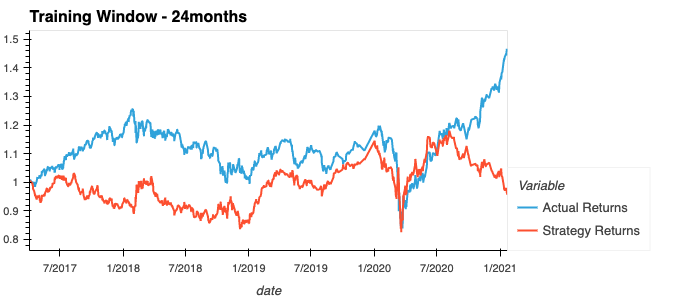 Training Window - 24months
1.5
1.4
1.3
1.2
1.1
1
0.9
0.8
7/2017 1/2018 7/2018 1/2019 7/2019 1/2020 7/2020 1/2021
date
Variable
Actual Returns
Strategy Returns